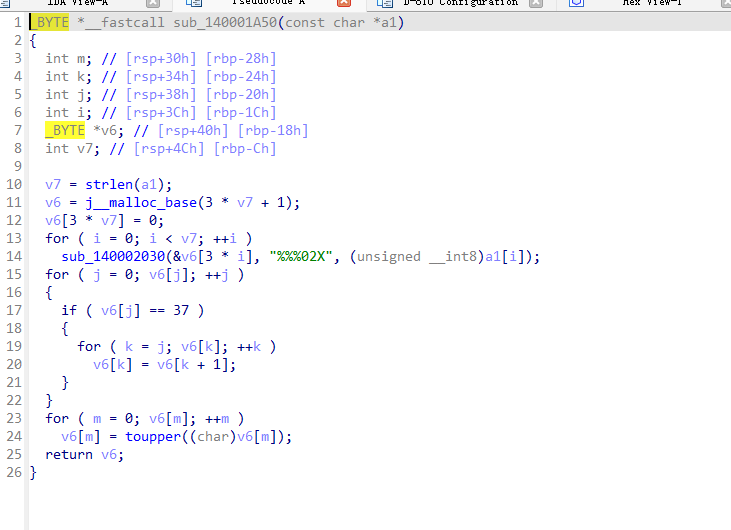 IDA View-A Pseudocode-A D-810 Configuration Hex View-1
1 _BYTE *__fastcall sub_140001A50(const char *a1)
2 {
3 int m; // [rsp+30h] [rbp-28h]
4 int k; // [rsp+34h] [rbp-24h]
5 int j; // [rsp+38h] [rbp-20h]
6 int i; // [rsp+3Ch] [rbp-1Ch]
7 _BYTE *v6; // [rsp+40h] [rbp-18h]
8 int v7; // [rsp+4Ch] [rbp-Ch]
9
10 v7 = strlen(a1);
11 v6 = j__malloc_base(3 * v7 + 1);
12 v6[3 * v7] = 0;
13 for ( i = 0; i < v7; ++i )
14 sub_140002030(&v6[3 * i], "%%%02X", (unsigned __int8)a1[i]);
15 for ( j = 0; v6[j]; ++j )
16 {
17 if ( v6[j] == 37 )
18 {
19 for ( k = j; v6[k]; ++k )
20 v6[k] = v6[k + 1];
21 }
22 }
23 for ( m = 0; v6[m]; ++m )
24 v6[m] = toupper((char)v6[m]);
25 return v6;
26 }